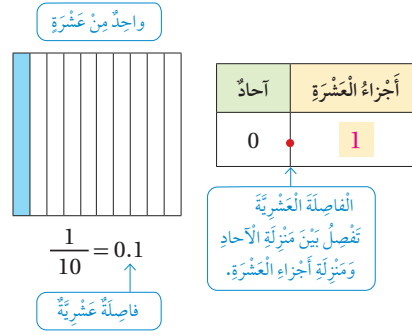 واحِدٌ مِنْ عَشْرَةٍ
آحادٌ أَجْزاءُ الْعَشْرَةِ
0 1
الْفاصِلَةَ الْعَشْرِيَّةَ
تَفْصِلُ بَيْنَ مَنْزِلَةِ الْآحادِ
وَمَنْزِلَةِ أَجْزاءِ الْعَشْرَةِ.
1/10 = 0.1
فاصِلَةٌ عَشْرِيَّةٌ